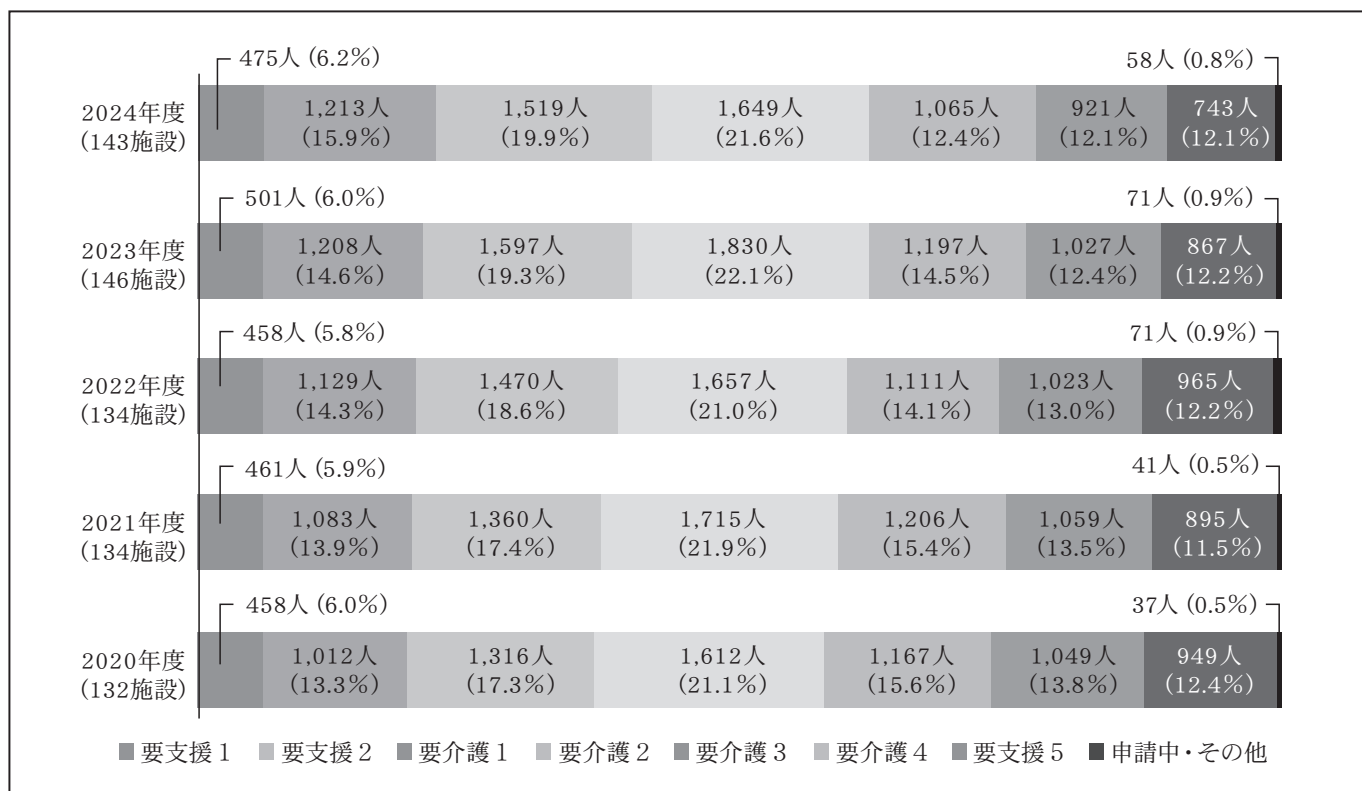 475人 (6.2%) 58人 (0.8%)
2024年度
(143施設)
1,213人 1,519人 1,649人 1,065人 921人 743人
(15.9%) (19.9%) (21.6%) (12.4%) (12.1%) (12.1%)
501人 (6.0%) 71人 (0.9%)
2023年度
(146施設)
1,208人 1,597人 1,830人 1,197人 1,027人 867人
(14.6%) (19.3%) (22.1%) (14.5%) (12.4%) (12.2%)
458人 (5.8%) 71人 (0.9%)
2022年度
(134施設)
1,129人 1,470人 1,657人 1,111人 1,023人 965人
(14.3%) (18.6%) (21.0%) (14.1%) (13.0%) (12.2%)
461人 (5.9%) 41人 (0.5%)
2021年度
(134施設)
1,083人 1,360人 1,715人 1,206人 1,059人 895人
(13.9%) (17.4%) (21.9%) (15.4%) (13.5%) (11.5%)
458人 (6.0%) 37人 (0.5%)
2020年度
(132施設)
1,012人 1,316人 1,612人 1,167人 1,049人 949人
(13.3%) (17.3%) (21.1%) (15.6%) (13.8%) (12.4%)
要支援1 要支援2 要介護1 要介護2 要介護3 要介護4 要支援5 申請中・その他